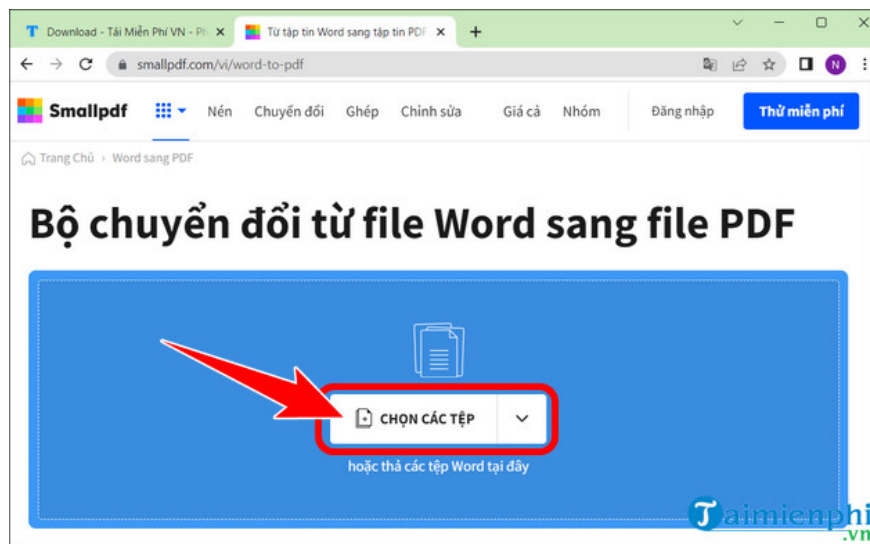 Download - Tải Miễn Phí VN - Ph
Từ tập tin Word sang tập tin PDF
smallpdf.com/vi/word-to-pdf
N
Smallpdf Nén Chuyển đổi Ghép Chỉnh sửa Giá cả Nhóm Đăng nhập Thử miễn phí
Trang Chủ › Word sang PDF
Bộ chuyển đổi từ file Word sang file PDF
CHỌN CÁC TỆP
hoặc thả các tệp Word tại đây
Taimienphi
.vn